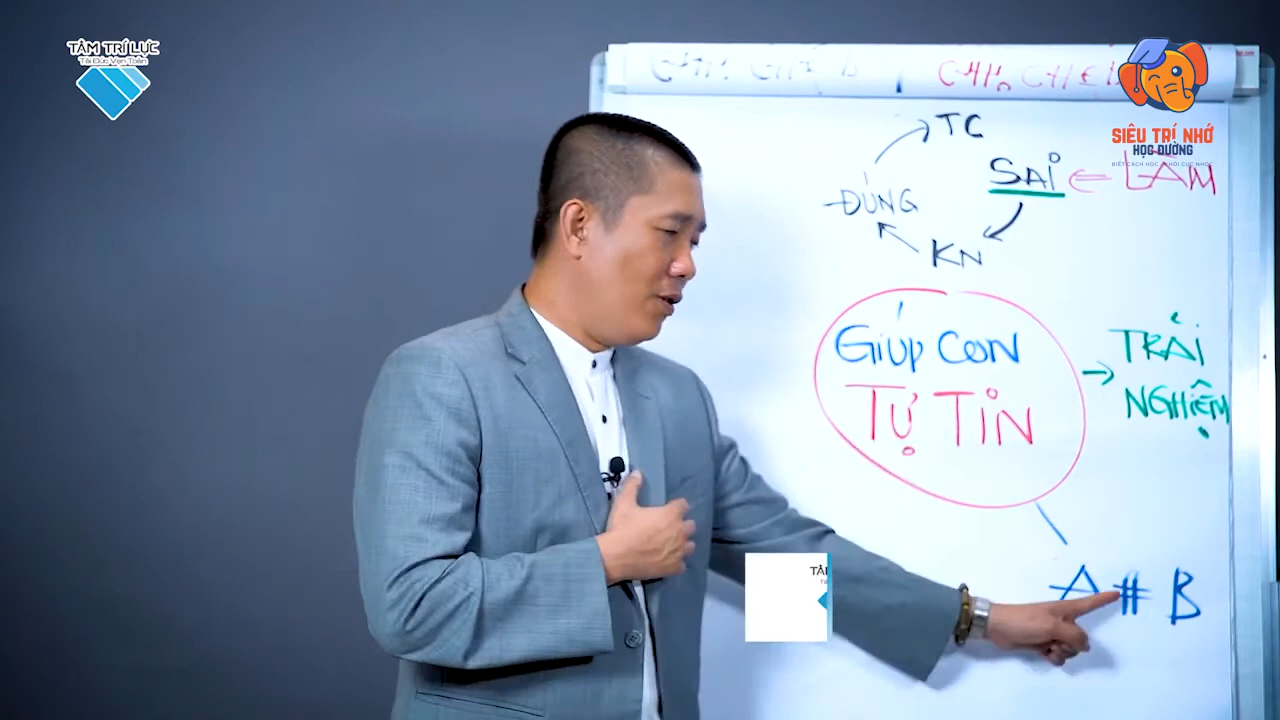 TÂM TRÍ LỰC
Tài Đức Vẹn Toàn
SIÊU TRÍ NHỚ
HỌC ĐƯỜNG
TC
SAI ← LẦM
ĐÚNG
KN
GIÚP CON
TỰ TIN
→ TRẢI
NGHIỆM
A # B